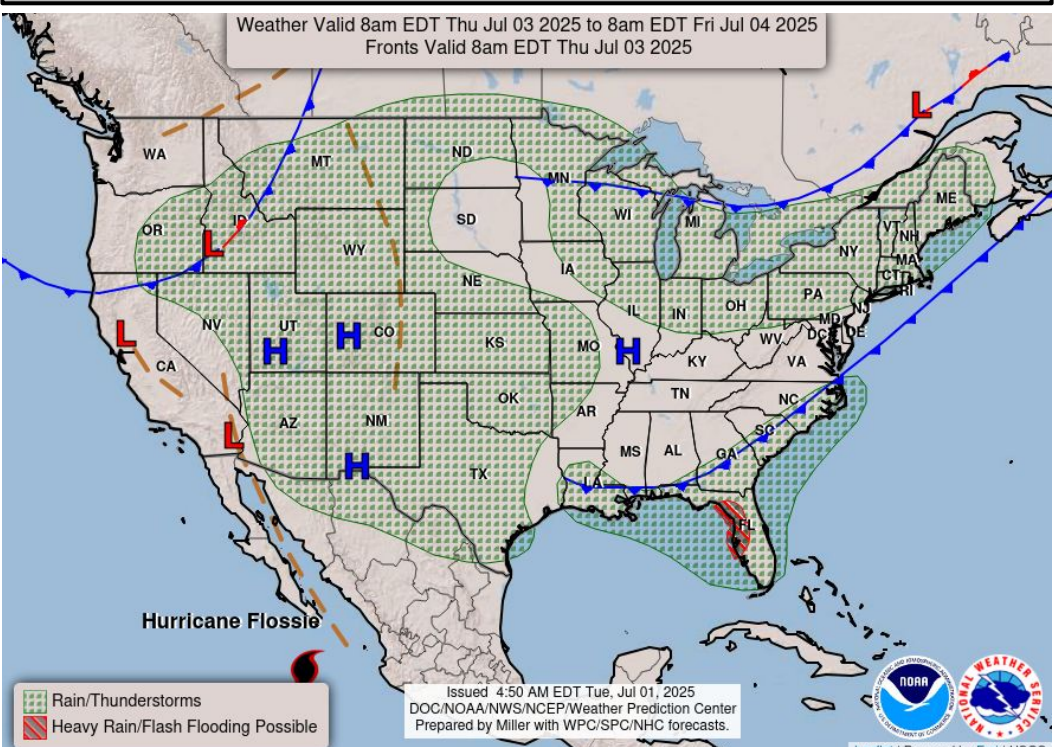 Weather Valid 8am EDT Thu Jul 03 2025 to 8am EDT Fri Jul 04 2025
Fronts Valid 8am EDT Thu Jul 03 2025
L
WA
MT
ND
MN
ME
OR
ID
SD
WI
MI
VT
NH
L
WY
NY
MA
CT
RI
IA
NE
PA
L
NV
UT
H
CO
H
IL
IN
OH
NJ
MD
DE
DC
CA
KS
MO
H
WV
VA
KY
AZ
NM
OK
TN
NC
AR
L
SC
MS
AL
GA
H
TX
LA
FL
Hurricane Flossie
Rain/Thunderstorms
Heavy Rain/Flash Flooding Possible
Issued 4:50 AM EDT Tue, Jul 01, 2025
DOC/NOAA/NWS/NCEP/Weather Prediction Center
Prepared by Miller with WPC/SPC/NHC forecasts.
NOAA
NATIONAL WEATHER SERVICE